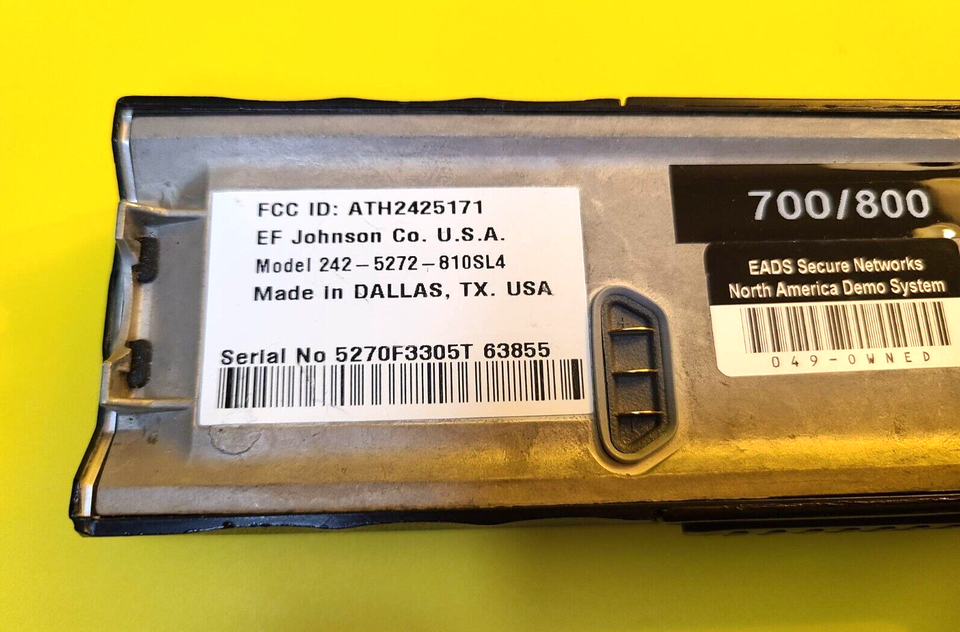 FCC ID: ATH2425171
EF Johnson Co. U.S.A.
Model 242-5272-810SL4
Made in DALLAS, TX. USA
Serial No 5270F3305T 63855
700/800
EADS Secure Networks
North America Demo System
049-OWNED